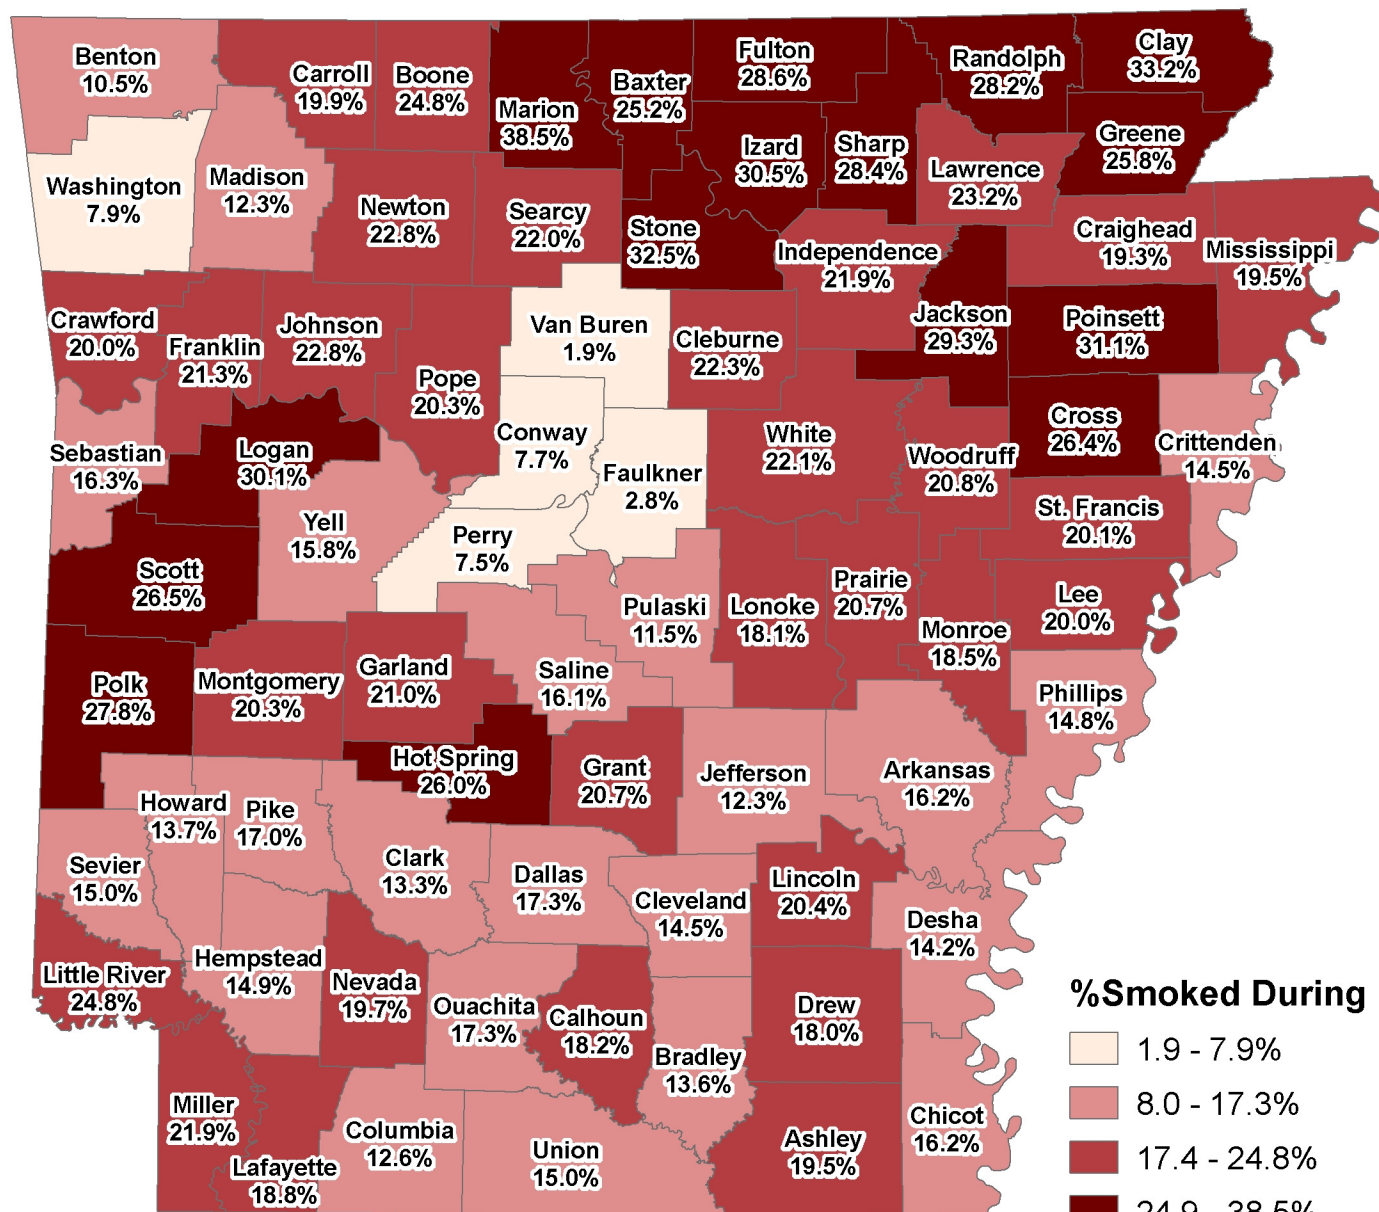 Benton
10.5%
Carroll
19.9%
Boone
24.8%
Marion
38.5%
Baxter
25.2%
Fulton
28.6%
Randolph
28.2%
Clay
33.2%
Greene
25.8%
Washington
7.9%
Madison
12.3%
Newton
22.8%
Searcy
22.0%
Stone
32.5%
Izard
30.5%
Sharp
28.4%
Lawrence
23.2%
Independence
21.9%
Craighead
19.3%
Mississippi
19.5%
Crawford
20.0%
Franklin
21.3%
Johnson
22.8%
Pope
20.3%
Van Buren
1.9%
Cleburne
22.3%
Jackson
29.3%
Poinsett
31.1%
Sebastian
16.3%
Logan
30.1%
Conway
7.7%
Faulkner
2.8%
White
22.1%
Woodruff
20.8%
Cross
26.4%
Crittenden
14.5%
Scott
26.5%
Yell
15.8%
Perry
7.5%
St. Francis
20.1%
Pulaski
11.5%
Lonoke
18.1%
Prairie
20.7%
Monroe
18.5%
Lee
20.0%
Polk
27.8%
Montgomery
20.3%
Garland
21.0%
Saline
16.1%
Phillips
14.8%
Hot Spring
26.0%
Grant
20.7%
Jefferson
12.3%
Arkansas
16.2%
Howard
13.7%
Pike
17.0%
Sevier
15.0%
Clark
13.3%
Dallas
17.3%
Cleveland
14.5%
Lincoln
20.4%
Desha
14.2%
Little River
24.8%
Hempstead
14.9%
Nevada
19.7%
Ouachita
17.3%
Calhoun
18.2%
Bradley
13.6%
Drew
18.0%
Miller
21.9%
Lafayette
18.8%
Columbia
12.6%
Union
15.0%
Ashley
19.5%
Chicot
16.2%
%Smoked During
1.9 - 7.9%
8.0 - 17.3%
17.4 - 24.8%
24.9 - 38.5%